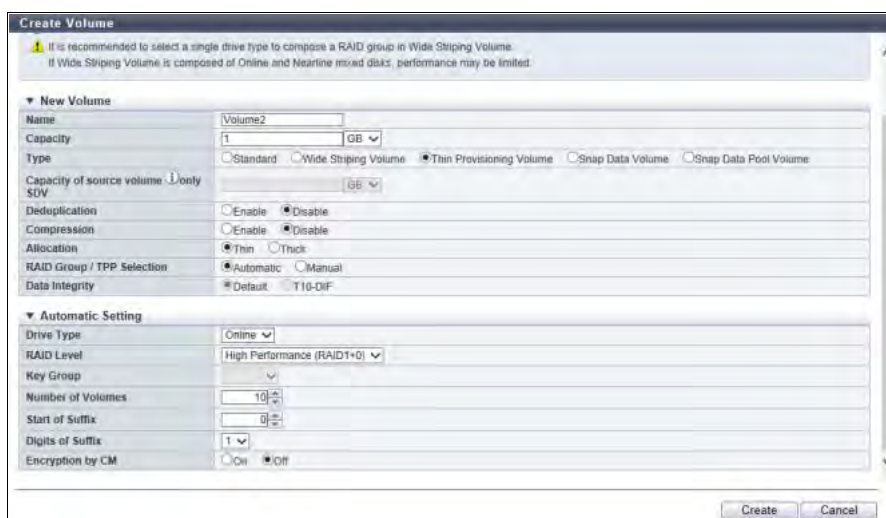 Create Volume
It is recommended to select a single drive type to compose a RAID group in Wide Striping Volume.
If Wide Striping Volume is composed of Online and Nearline mixed disks, performance may be limited.
▼ New Volume
Name Volume2
Capacity 1 GB
Type Standard Wide Striping Volume Thin Provisioning Volume Snap Data Volume Snap Data Pool Volume
Capacity of source volume only GB
SDV
Deduplication Enable Disable
Compression Enable Disable
Allocation Thin Thick
RAID Group / TPP Selection Automatic Manual
Data Integrity Default T10-DIF
▼ Automatic Setting
Drive Type Online
RAID Level High Performance (RAID1+0)
Key Group
Number of Volumes 10
Start of Suffix 0
Digits of Suffix 1
Encryption by CM On Off
Create Cancel